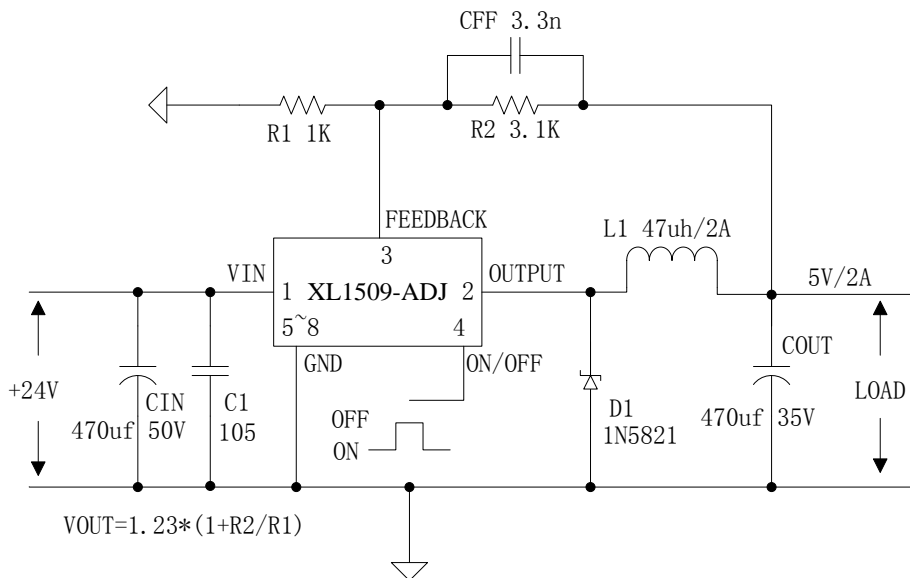 CFF 3.3n
R1 1K
R2 3.1K
FEEDBACK
L1 47uh/2A
VIN
3
OUTPUT
5V/2A
1 XL1509-ADJ 2
5~8
4
GND
ON/OFF
COUT
+24V
CIN
C1
OFF
D1
LOAD
470uf 50V
105
ON
1N5821
470uf 35V
VOUT=1.23*(1+R2/R1)